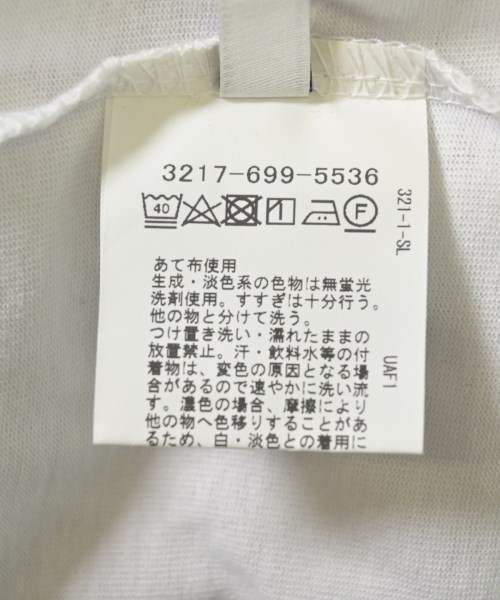 3217-699-5536
40 F
あて布使用
生成・淡色系の色物は無蛍光
洗剤使用。すすぎは十分行う。
他の物と分けて洗う。
つけ置き洗い・濡れたままの
放置禁止。汗・飲料水等の付
着物は、変色の原因となる場
合があるので速やかに洗い流
す。濃色の場合、摩擦により
他の物へ色移りすることがあ
るため、白・淡色との着用に
321-1-SL
UAF1